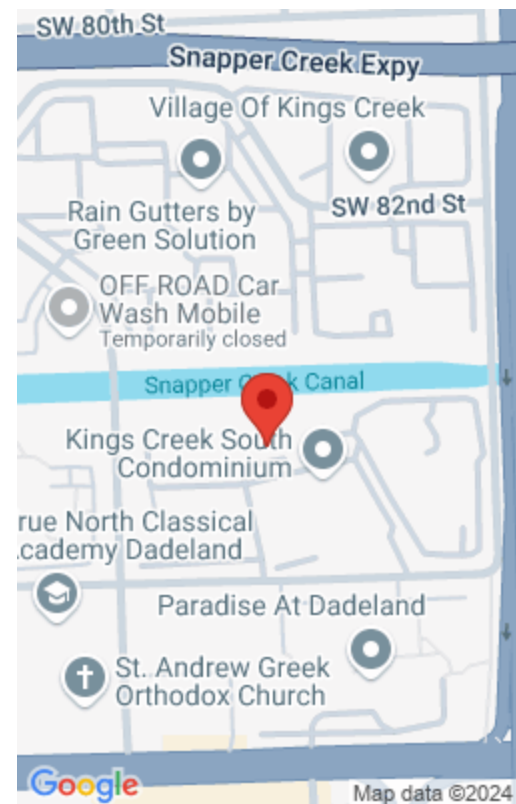 SW 80th St
Snapper Creek Expy
Village Of Kings Creek
SW 82nd St
Rain Gutters by
Green Solution
OFF ROAD Car
Wash Mobile
Temporarily closed
Snapper k Canal
Kings Creek South
Condominium
rue North Classical
cademy Dadeland
Paradise At Dadeland
St. Andrew Greek
Orthodox Church
Google
Map data ©2024